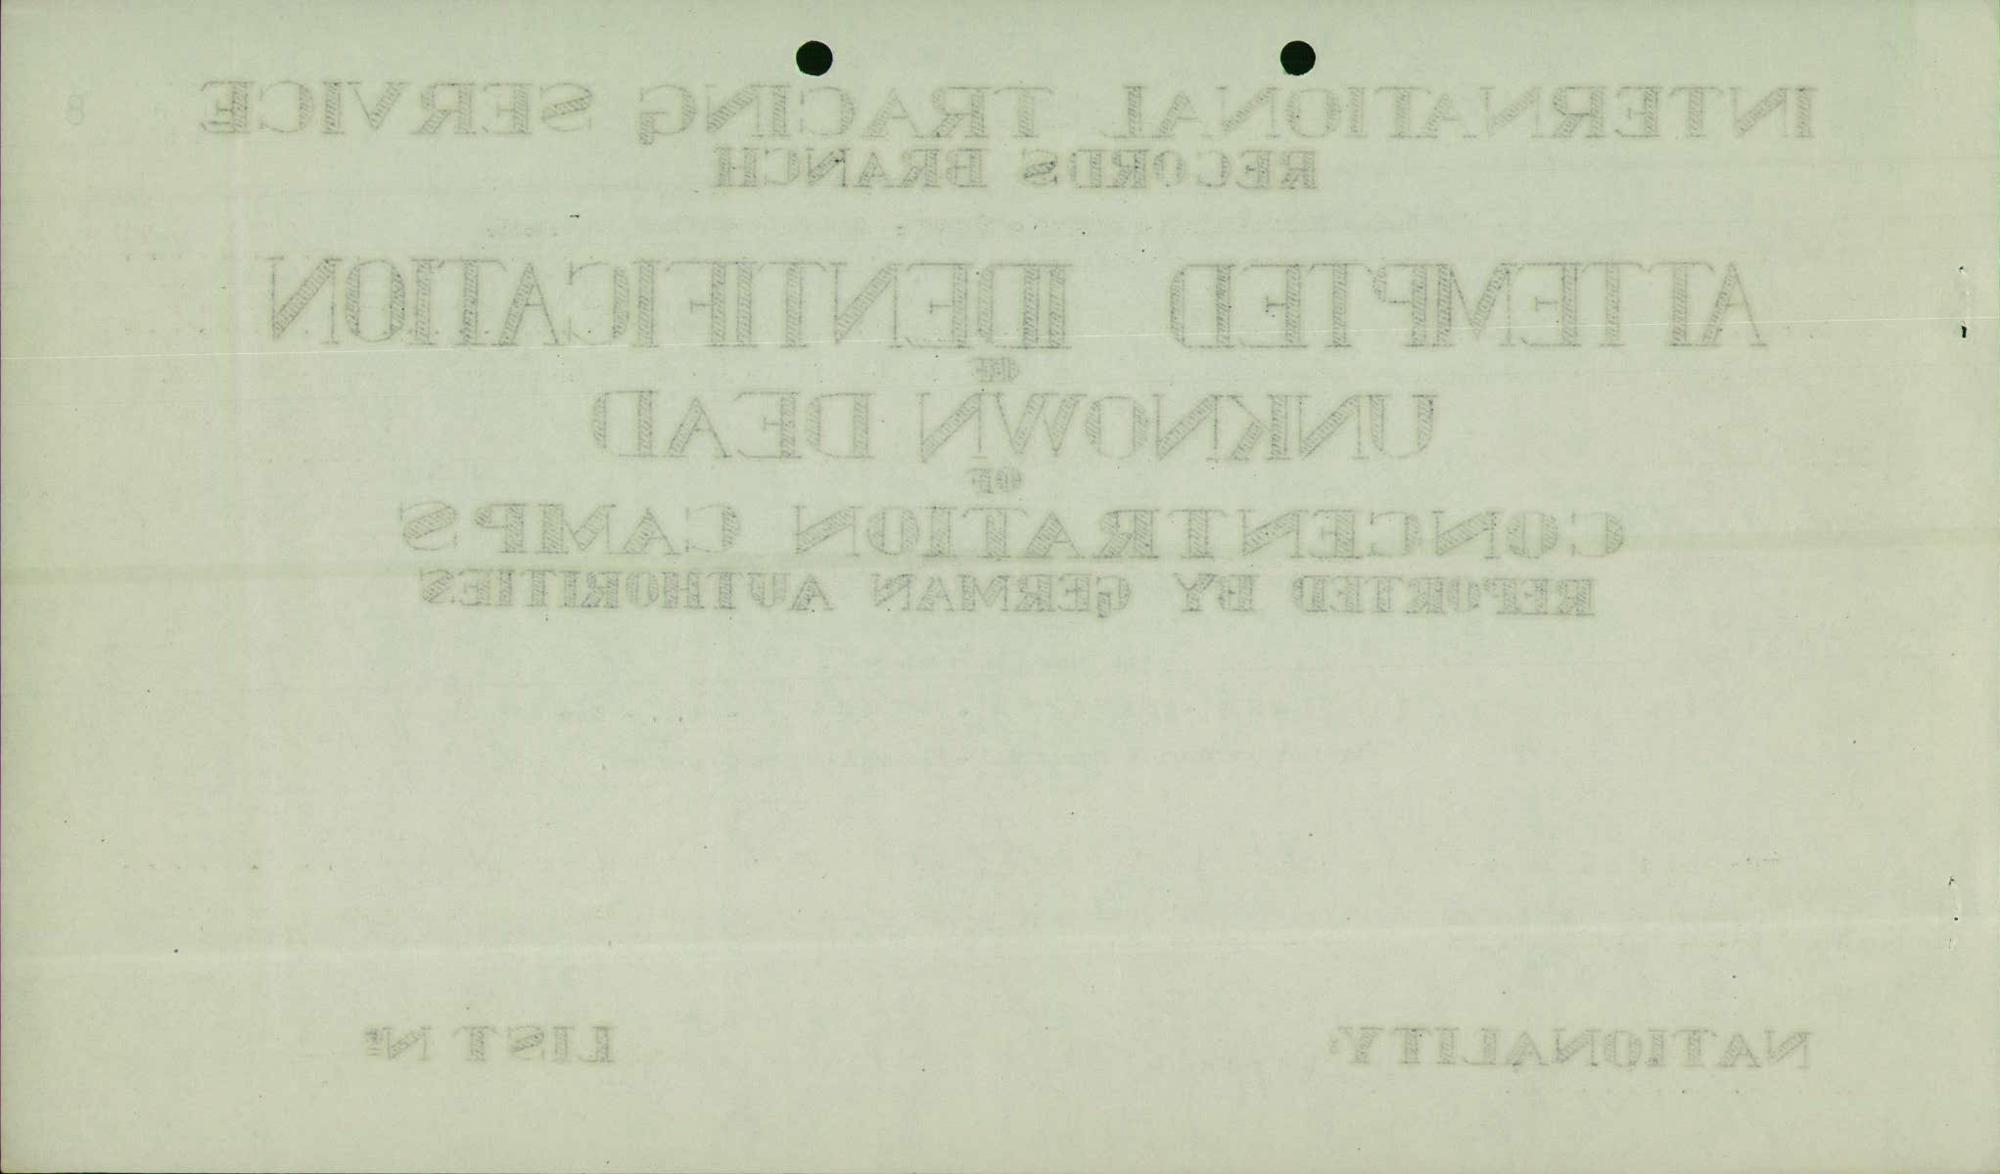 8
INTERNATIONAL TRACING SERVICE
RECORDS BRANCH
ATTEMPTED IDENTIFICATION
OF
UNKNOWN DEAD
OF
CONCENTRATION CAMPS
REPORTED BY GERMAN AUTHORITIES
NATIONALITY:
LIST Nº